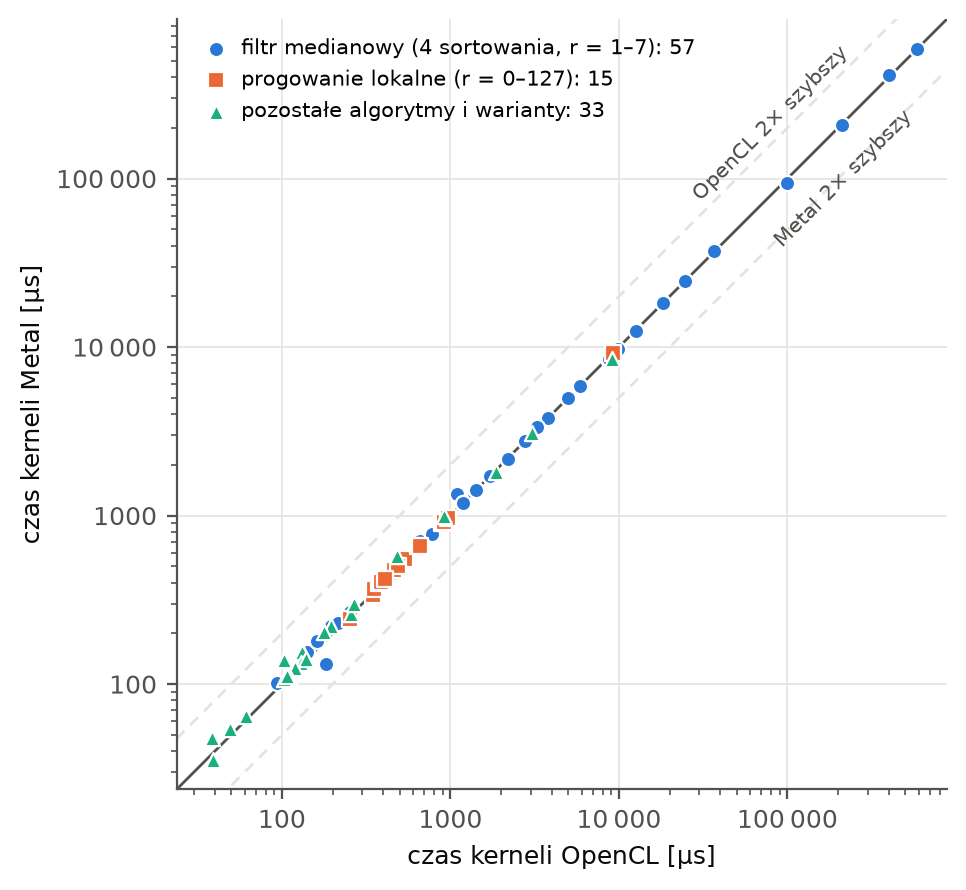 filtr medianowy (4 sortowania, r = 1–7): 57
progowanie lokalne (r = 0–127): 15
pozostałe algorytmy i warianty: 33
OpenCL 2× szybszy
Metal 2× szybszy
czas kerneli Metal [µs]
100 000
10 000
1000
100
100
1000
10 000
100 000
czas kerneli OpenCL [µs]